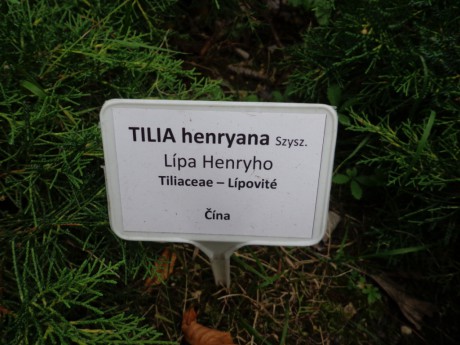 TILIA henryana Szysz.
Lípa Henryho
Tiliaceae – Lípovité
Čína